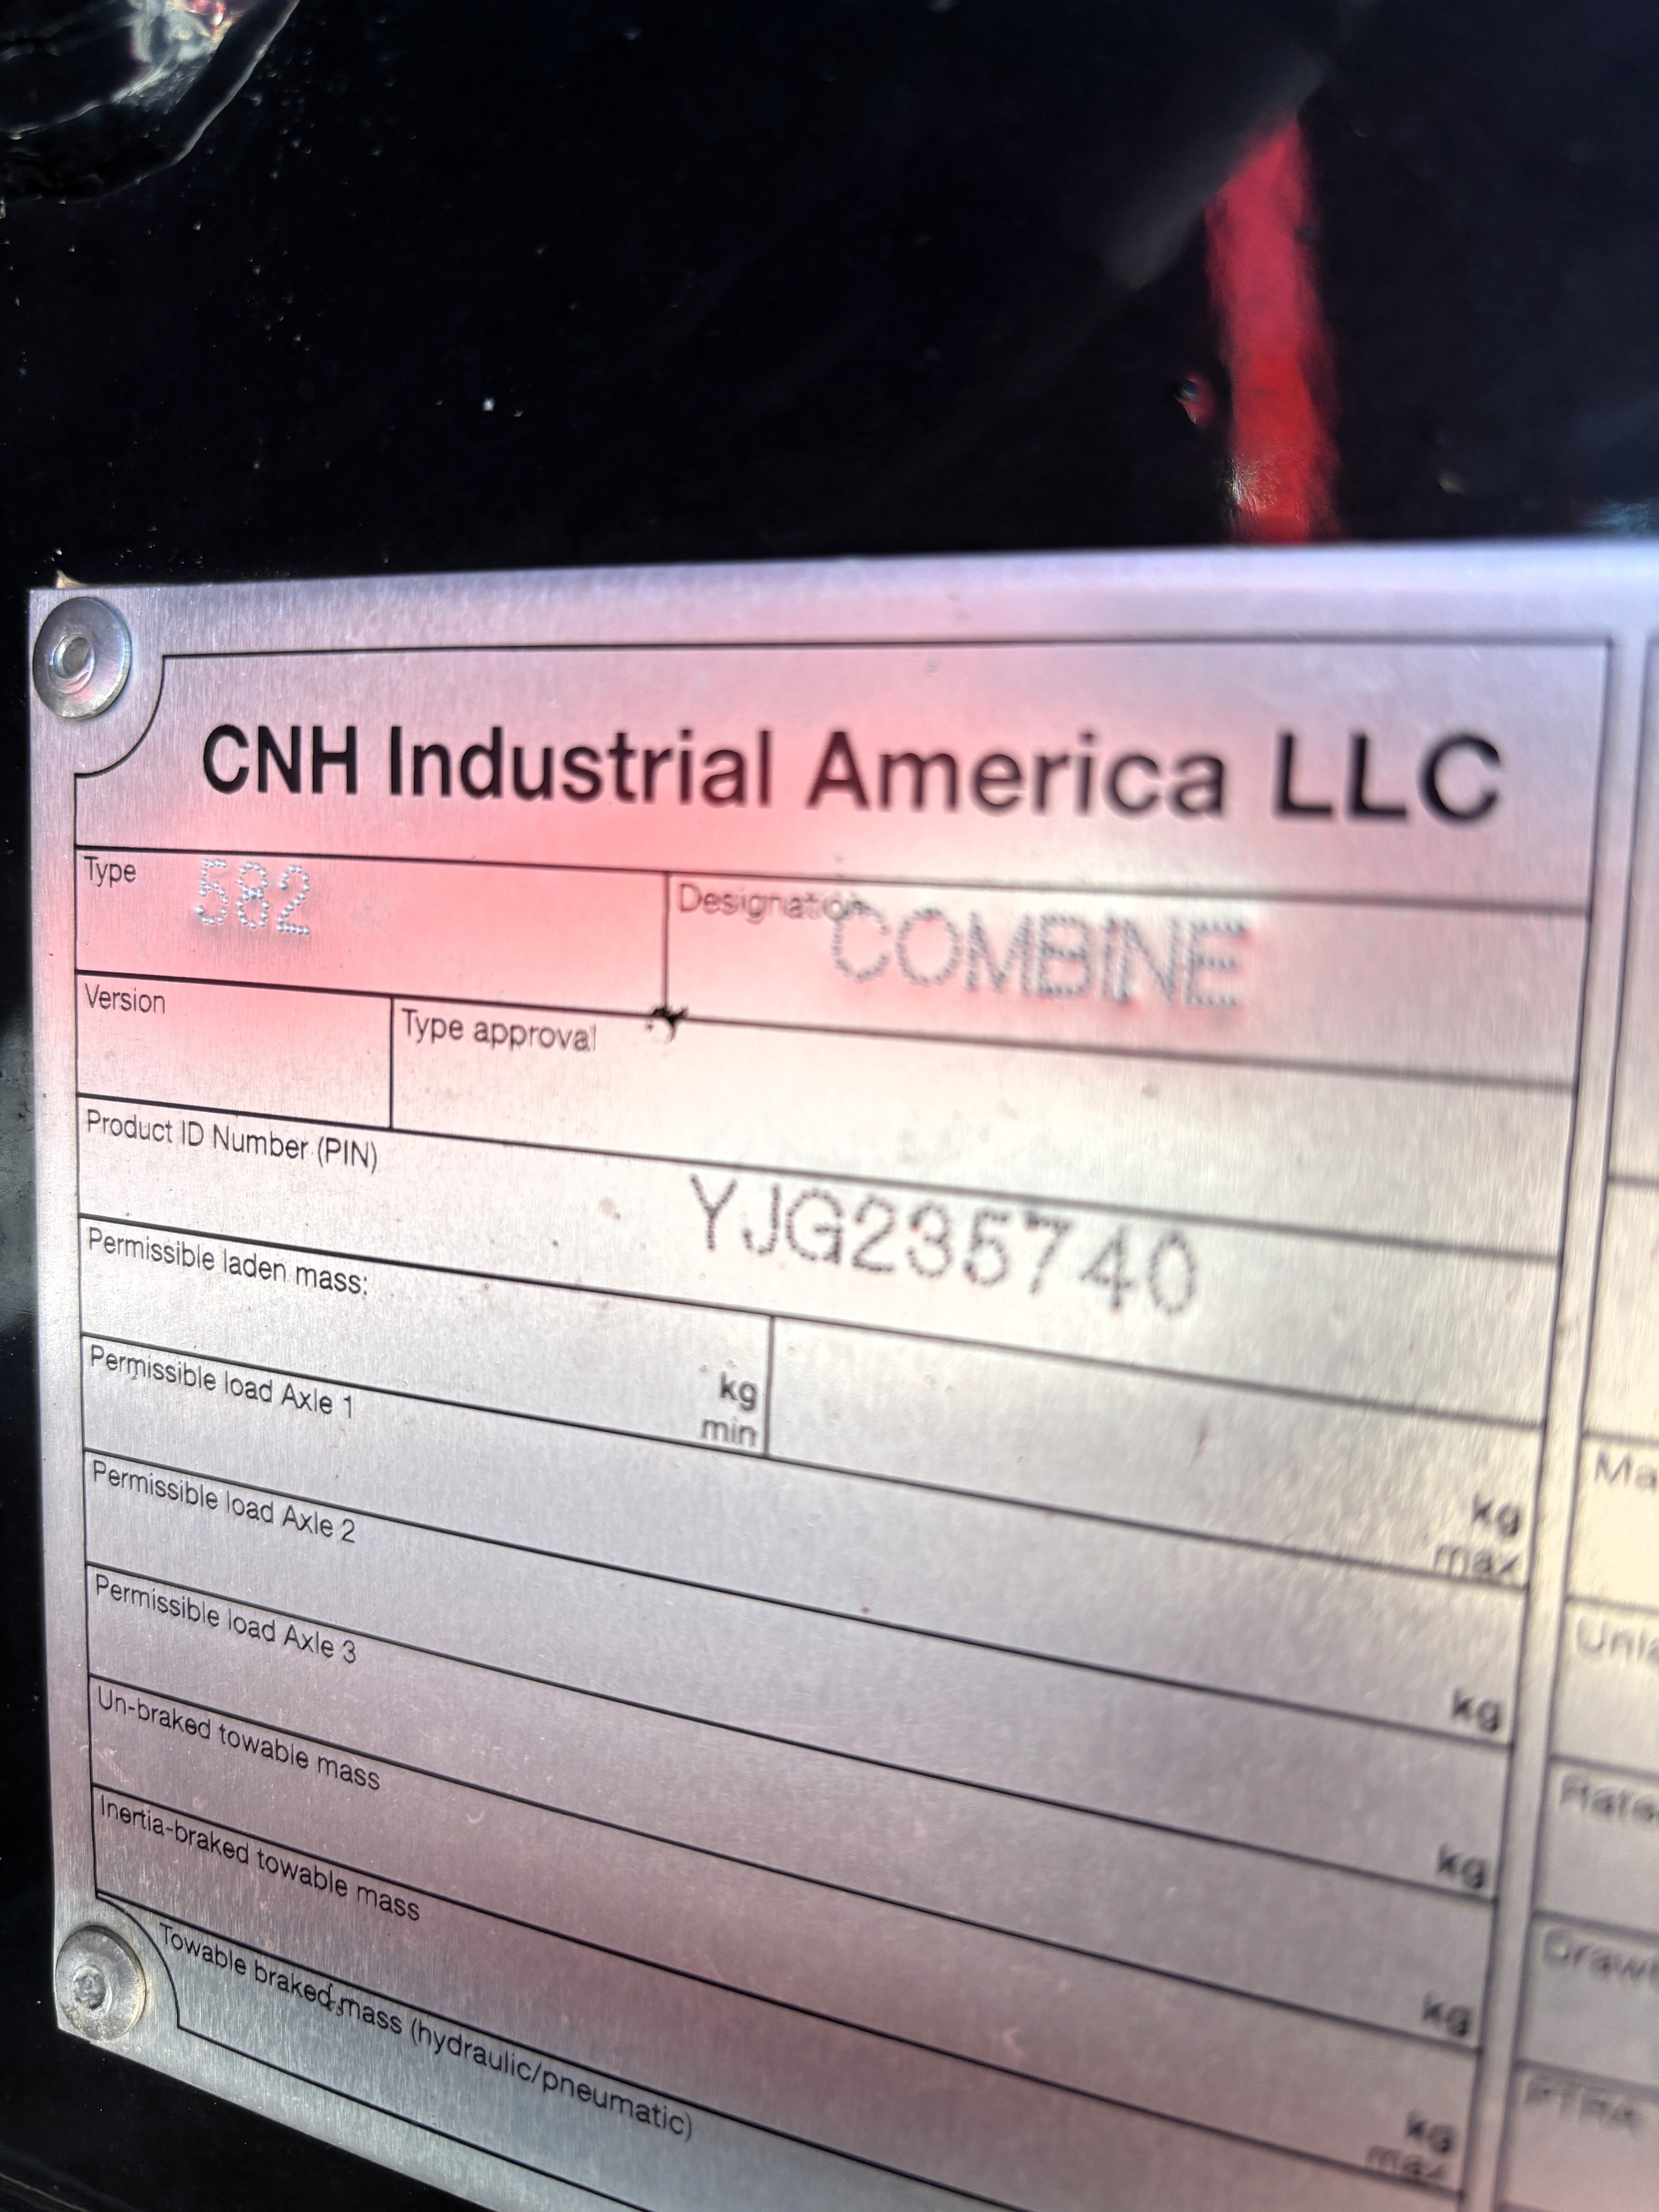 CNH Industrial America LLC
Type 582
Designation COMBINE
Version
Type approval
Product ID Number (PIN)
YJG235740
Permissible laden mass:
kg
min
kg
max
Permissible load Axle 1
kg
Permissible load Axle 2
kg
Permissible load Axle 3
kg
Un-braked towable mass
kg
max
Inertia-braked towable mass
Towable braked mass (hydraulic/pneumatic)